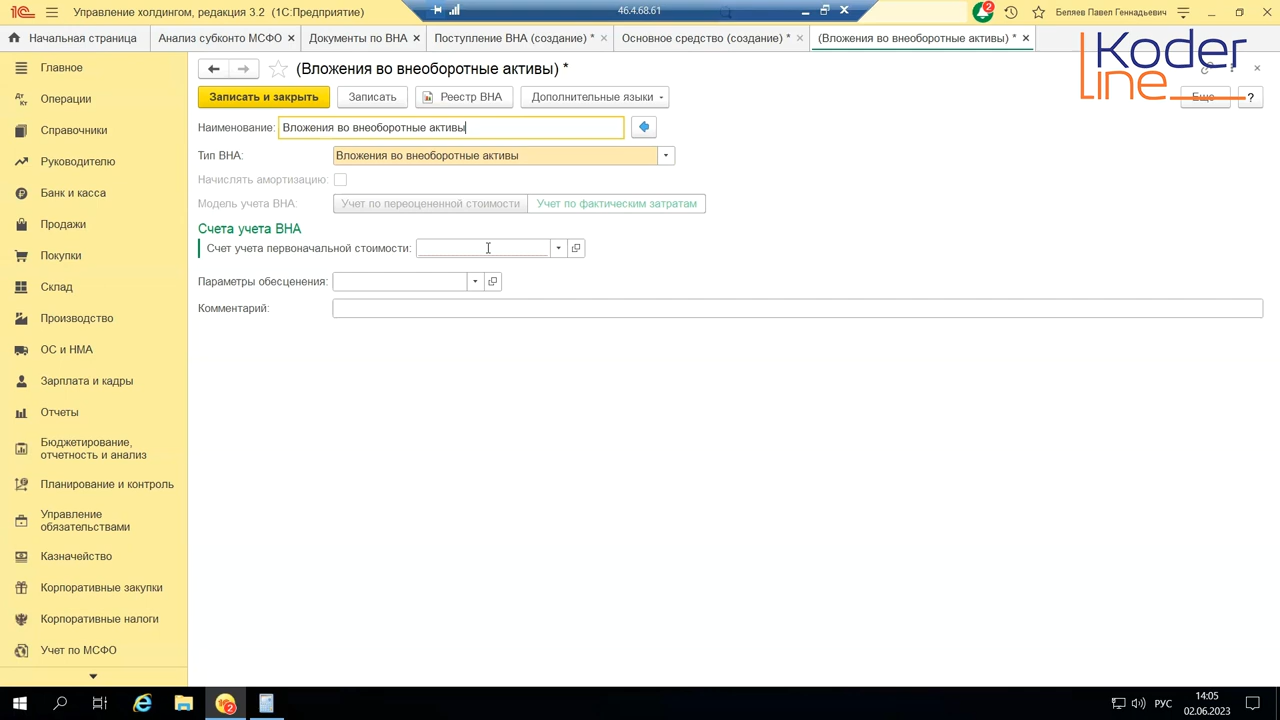 Управление холдингом, редакция 3.2 (1С:Предприятие)
46.4.68.61
2
Беляев Павел Геннадьевич
Начальная страница
Анализ субконто МСФО ×
Документы по ВНА ×
Поступление ВНА (создание) * ×
Основное средство (создание) * ×
(Вложения во внеоборотные активы) * ×
Koder
line
Главное
Операции
Справочники
Руководителю
Банк и касса
Продажи
Покупки
Склад
Производство
ОС и НМА
Зарплата и кадры
Отчеты
Бюджетирование,
отчетность и анализ
Планирование и контроль
Управление
обязательствами
Казначейство
Корпоративные закупки
Корпоративные налоги
Учет по МСФО
(Вложения во внеоборотные активы) *
Записать и закрыть
Записать
Реестр ВНА
Дополнительные языки
Еще
?
Наименование: Вложения во внеоборотные активы
Тип ВНА: Вложения во внеоборотные активы
Начислять амортизацию:
Модель учета ВНА: Учет по переоцененной стоимости Учет по фактическим затратам
Счета учета ВНА
Счет учета первоначальной стоимости:
Параметры обесценения:
Комментарий:
2
РУС
14:05
02.06.2023